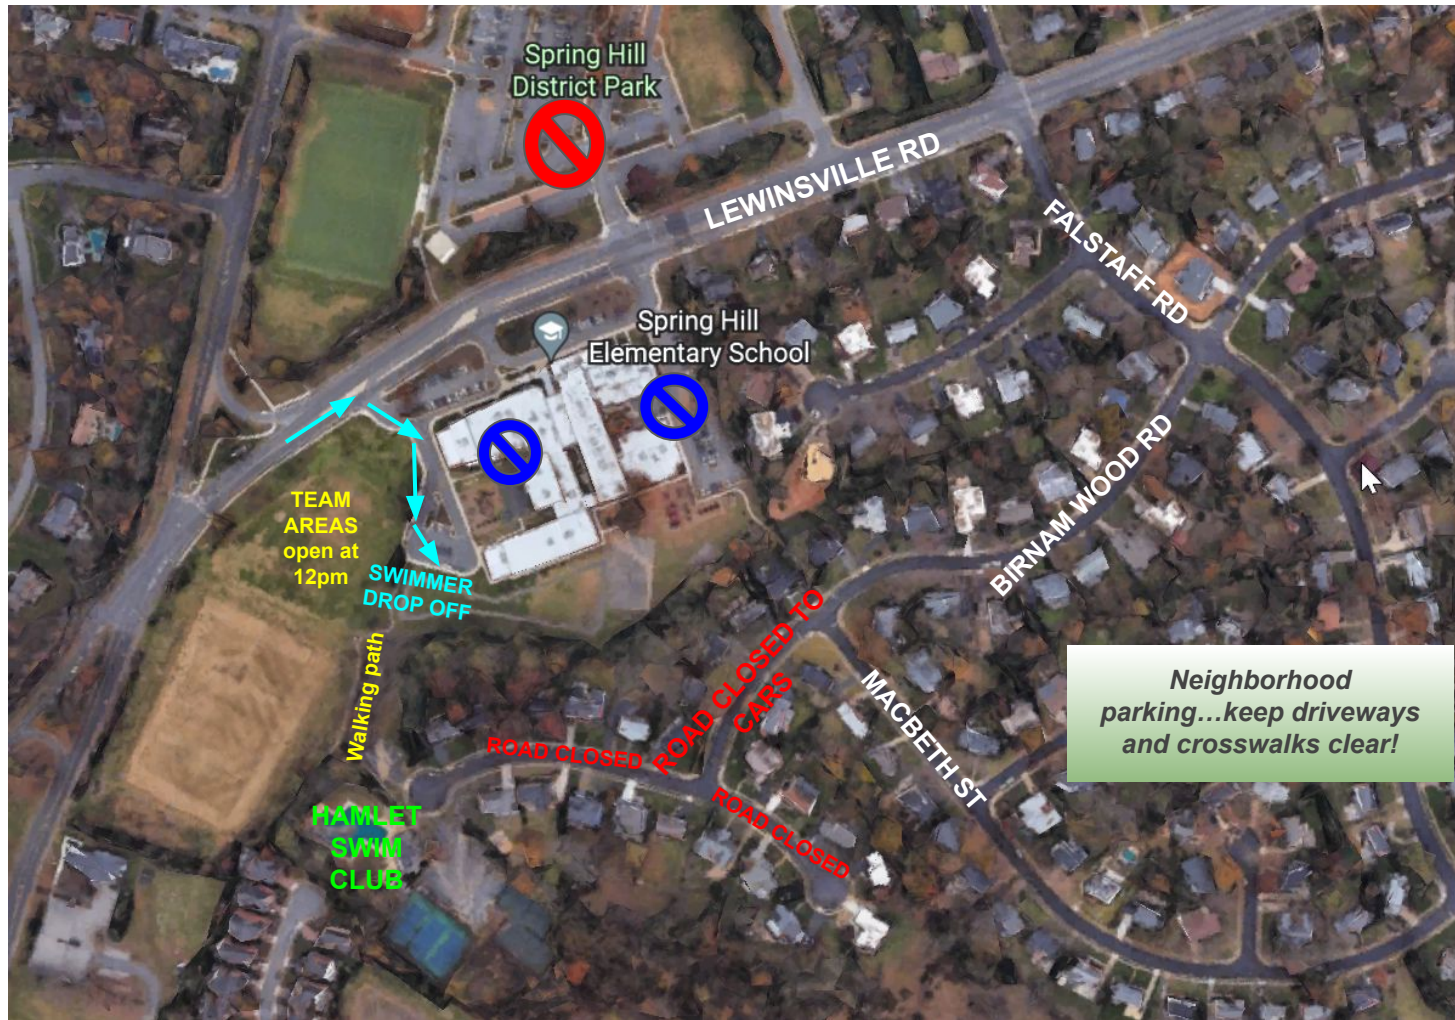 Spring Hill
District Park
LEWINSVILLE RD
FALSTAFF RD
Spring Hill
Elementary School
BIRNAM WOOD RD
TEAM
AREAS
open at
12pm
SWIMMER
DROP OFF
Walking path
ROAD CLOSED TO
CARS
MACBETH ST
Neighborhood
parking...keep driveways
and crosswalks clear!
ROAD CLOSED
ROAD CLOSED
HAMLET
SWIM
CLUB